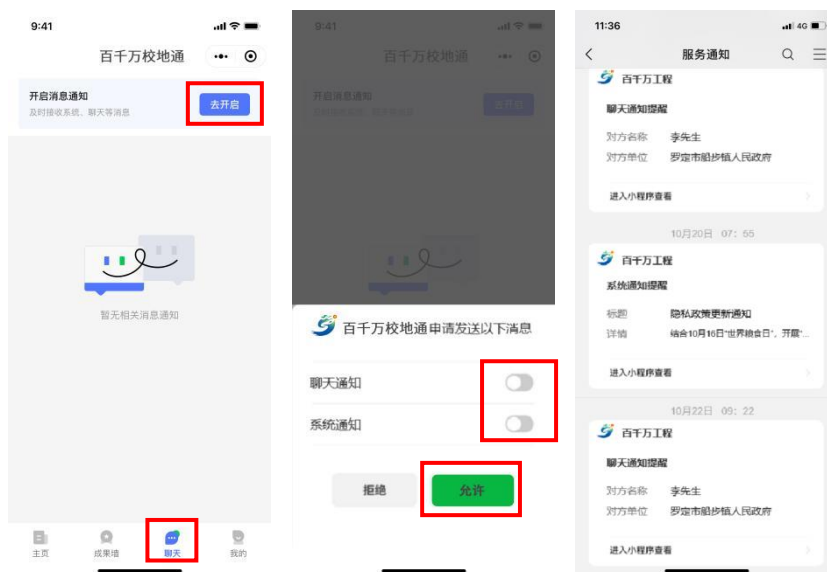 9:41
百千万校地通
开启消息通知
及时接收系统、聊天等消息
去开启
暂无相关消息通知
主页
成果墙
聊天
我的
9:41
百千万校地通
开启消息通知
去开启
百千万校地通申请发送以下消息
聊天通知
系统通知
拒绝
允许
11:36
4G
服务通知
百千万工程
聊天通知提醒
对方名称 李先生
对方单位 罗定市船步镇人民政府
进入小程序查看
10月20日 07:55
百千万工程
系统通知提醒
标题 隐私政策更新通知
详情 结合10月16日“世界粮食日”，开展“...
进入小程序查看
10月22日 09:22
百千万工程
聊天通知提醒
对方名称 李先生
对方单位 罗定市船步镇人民政府
进入小程序查看